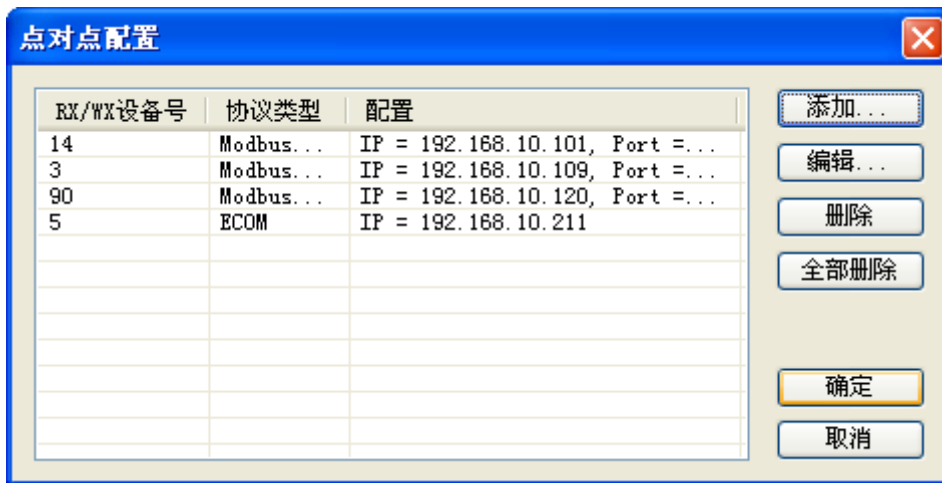 点对点配置
RX/WX设备号 协议类型 配置
14 Modbus... IP = 192.168.10.101, Port =...
3 Modbus... IP = 192.168.10.109, Port =...
90 Modbus... IP = 192.168.10.120, Port =...
5 ECOM IP = 192.168.10.211
添加...
编辑...
删除
全部删除
确定
取消